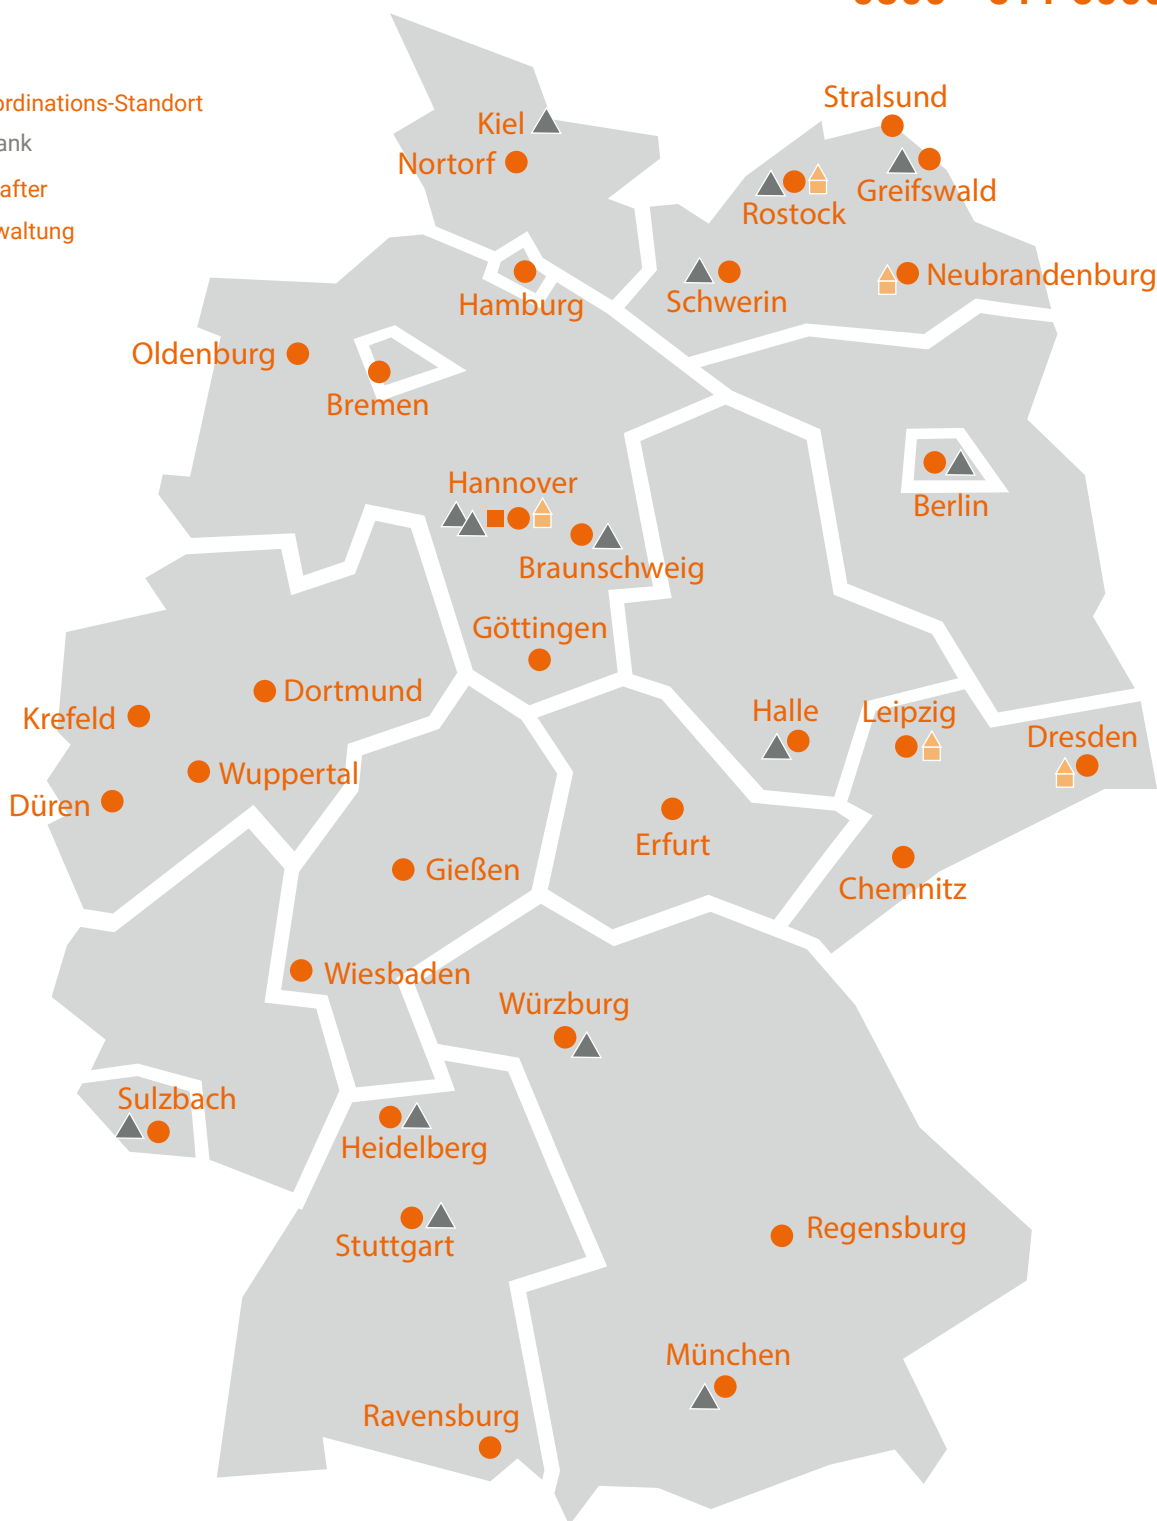 ordinations-Standort
ank
after
waltung
Stralsund
Kiel
Nortorf
Greifswald
Rostock
Neubrandenburg
Hamburg
Schwerin
Oldenburg
Bremen
Hannover
Berlin
Braunschweig
Göttingen
Dortmund
Krefeld
Halle
Leipzig
Dresden
Wuppertal
Düren
Erfurt
Gießen
Chemnitz
Wiesbaden
Würzburg
Sulzbach
Heidelberg
Stuttgart
Regensburg
München
Ravensburg